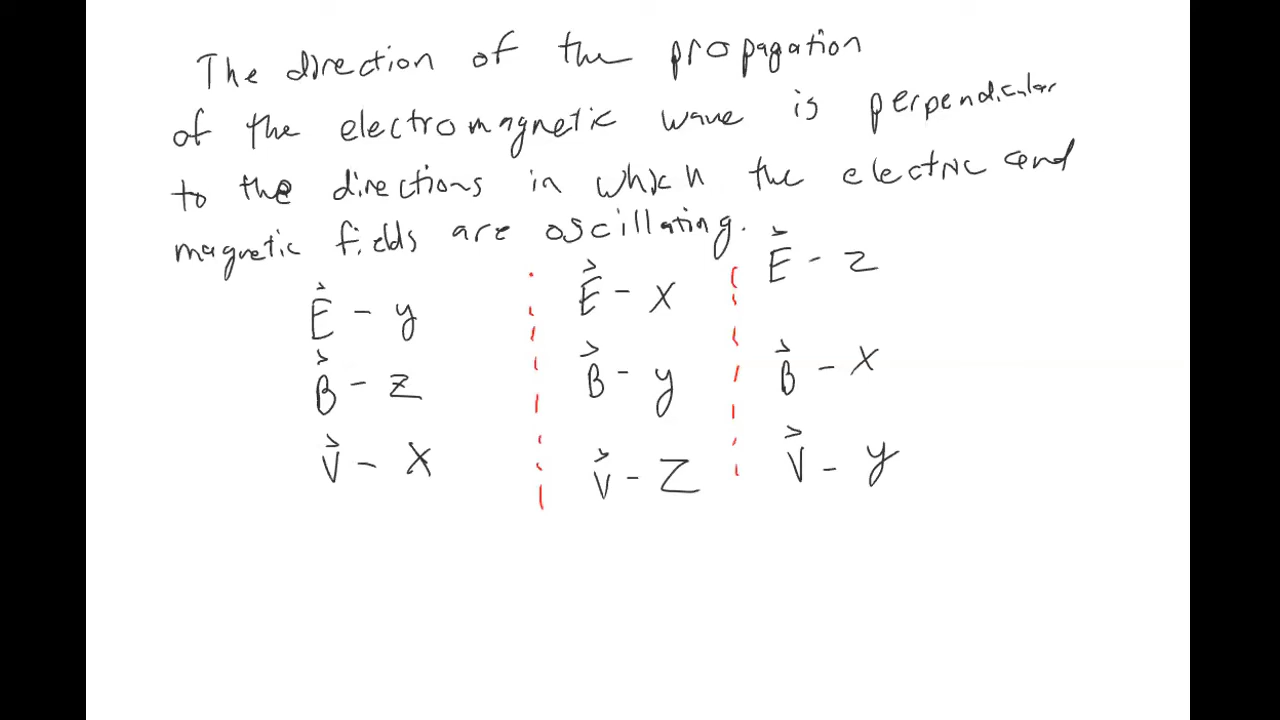 The direction of the propagation
of the electromagnetic wave is perpendicular
to the directions in which the electric and
magnetic fields are oscillating.
E⃗ - y
B⃗ - z
V⃗ - x
E⃗ - x
B⃗ - y
V⃗ - z
E⃗ - z
B⃗ - x
V⃗ - y